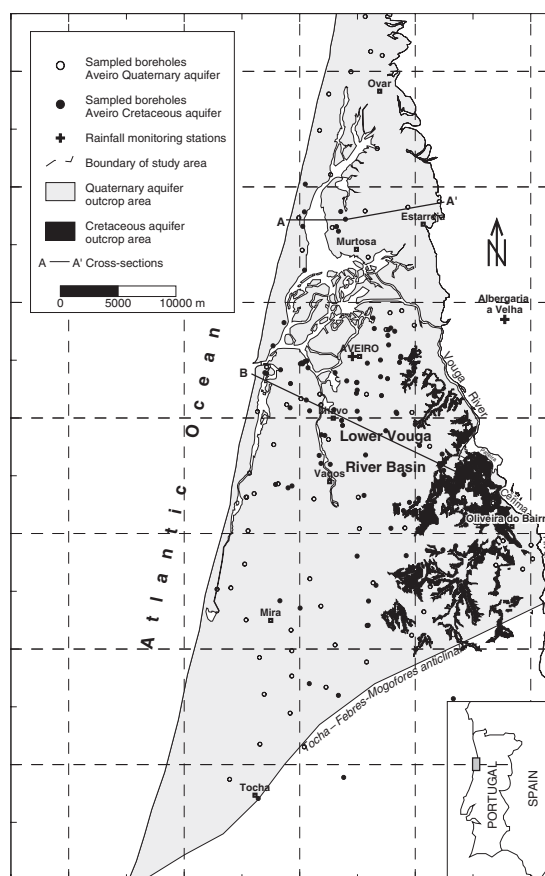 Sampled boreholes
Aveiro Quaternary aquifer
Sampled boreholes
Aveiro Cretaceous aquifer
Rainfall monitoring stations
Boundary of study area
Quaternary aquifer
outcrop area
Cretaceous aquifer
outcrop area
A A' Cross-sections
0 5000 10000 m
Ovar
A A'
Estarreja
Murtosa
N
Albergaria
a Velha
AVEIRO
Vouga River
B
Atlantic Ocean
Lower Vouga
River Basin
Vagos
Cértima
Oliveira do Bairro
Mira
Tocha – Febres-Mogofores anticlinal
Tocha
PORTUGAL
SPAIN